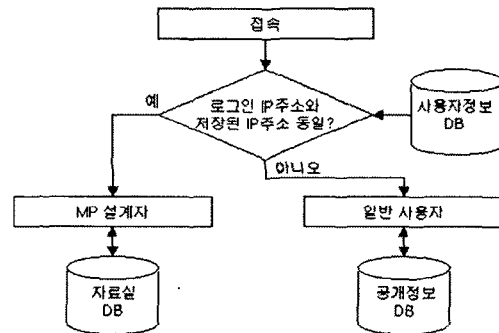 접속
예
로그인 IP주소와
저장된 IP주소 동일?
사용자정보
DB
아니오
MP 설계자
일반 사용자
자료실
DB
공개정보
DB